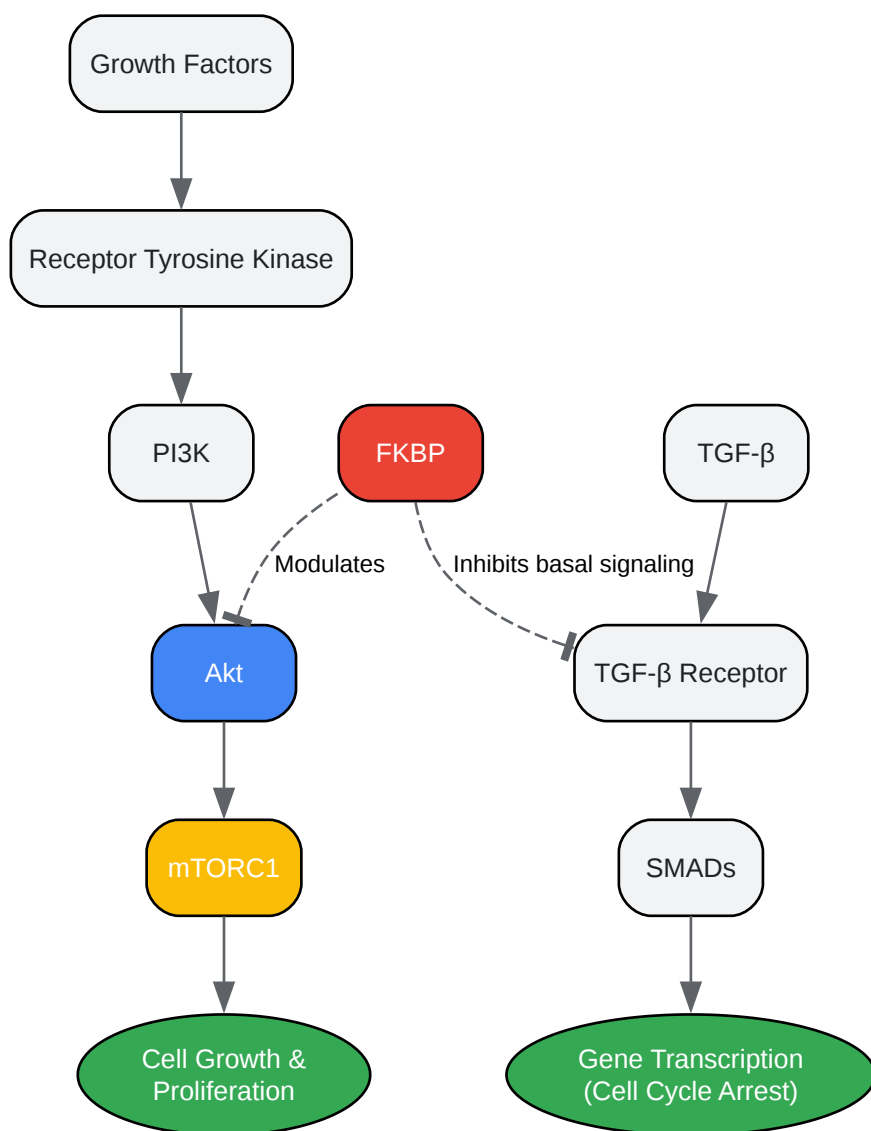 Growth Factors
Receptor Tyrosine Kinase
PI3K
FKBP
TGF-β
Modulates
Inhibits basal signaling
Akt
TGF-β Receptor
mTORC1
SMADs
Cell Growth &
Proliferation
Gene Transcription
(Cell Cycle Arrest)